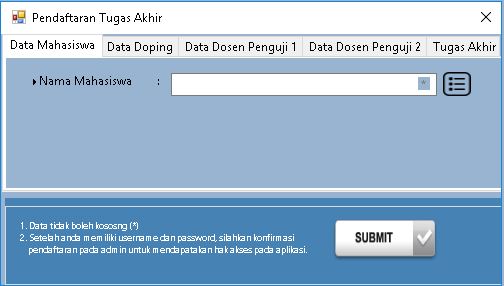 Pendaftaran Tugas Akhir
Data Mahasiswa Data Doping Data Dosen Penguji 1 Data Dosen Penguji 2 Tugas Akhir
Nama Mahasiswa : *
1. Data tidak boleh kososng (*)
2. Setelah anda memiliki username dan password, silahkan konfirmasi
pendaftaran pada admin untuk mendapatakan hak akses pada aplikasi.
SUBMIT